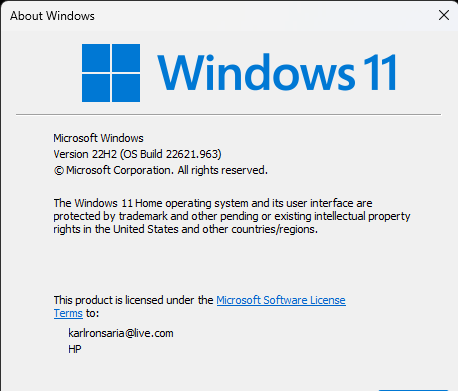 About Windows
Windows 11
Microsoft Windows
Version 22H2 (OS Build 22621.963)
© Microsoft Corporation. All rights reserved.
The Windows 11 Home operating system and its user interface are
protected by trademark and other pending or existing intellectual property
rights in the United States and other countries/regions.
This product is licensed under the Microsoft Software License
Terms to:
karlronsaria@live.com
HP